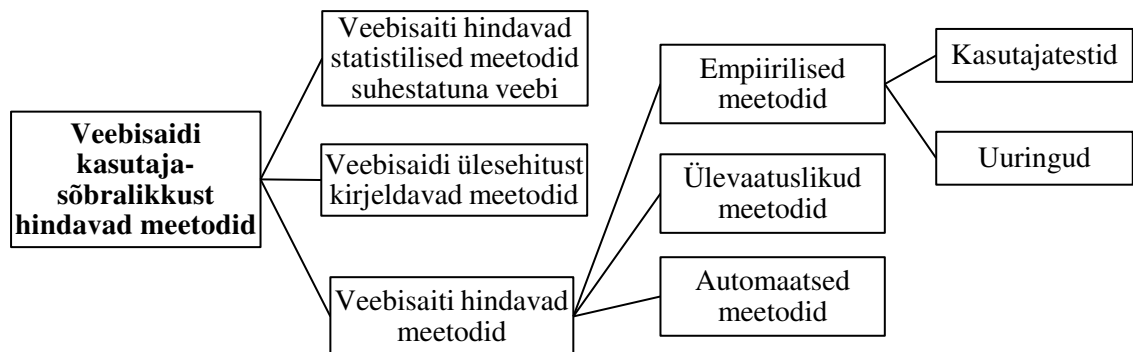 Veebisaidi
kasutaja-
sõbralikkust
hindavad meetodid
Veebisaiti hindavad
statistilised meetodid
suhestatuna veebi
Veebisaidi ülesehitust
kirjeldavad meetodid
Veebisaiti hindavad
meetodid
Empiirilised
meetodid
Ülevaatuslikud
meetodid
Automaatsed
meetodid
Kasutajatestid
Uuringud